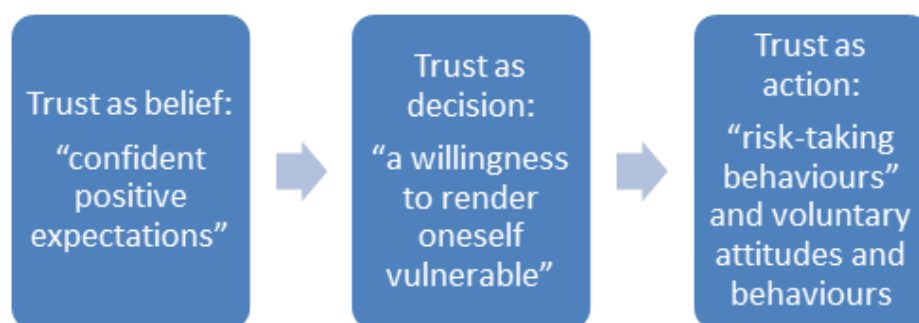 Trust as belief:
“confident
positive
expectations”
Trust as
decision:
“a willingness
to render
oneself
vulnerable”
Trust as
action:
“risk-taking
behaviours”
and voluntary
attitudes and
behaviours